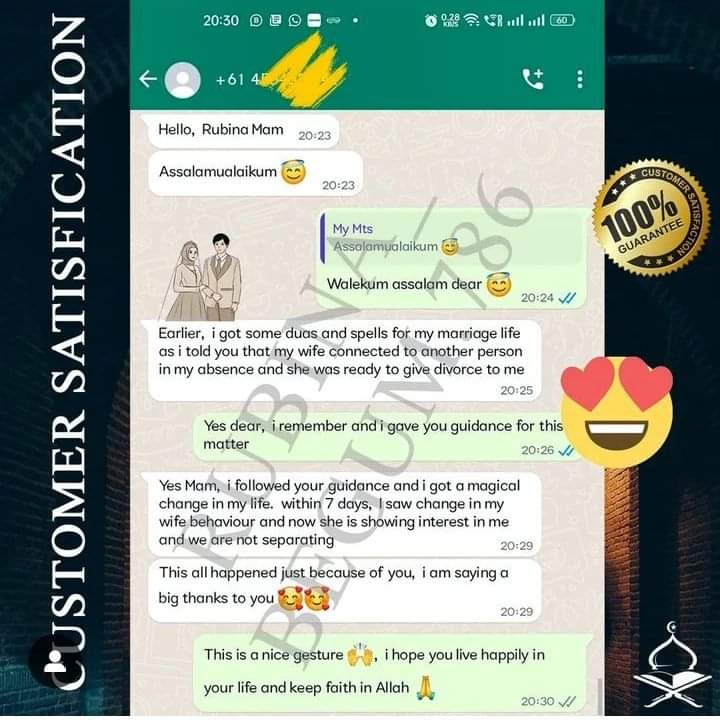 CUSTOMER SATISFICATION
20:30
0.28
KB/S
60
+61 4
Hello, Rubina Mam 20:23
Assalamualaikum 😇
20:23
My Mts
Assalamualaikum 😇
Walekum assalam dear 😇
20:24
Earlier, i got some duas and spells for my marriage life
as i told you that my wife connected to another person
in my absence and she was ready to give divorce to me
20:25
Yes dear, i remember and i gave you guidance for this
matter
20:26
Yes Mam, i followed your guidance and i got a magical
change in my life. within 7 days, I saw change in my
wife behaviour and now she is showing interest in me
and we are not separating
20:29
This all happened just because of you, i am saying a
big thanks to you 🥰🥰
20:29
This is a nice gesture 🙌, i hope you live happily in
your life and keep faith in Allah 🙏
20:30
CUSTOMER
100%
GUARANTEE
SATISFACTION
RUBINA_
BEGUM.786